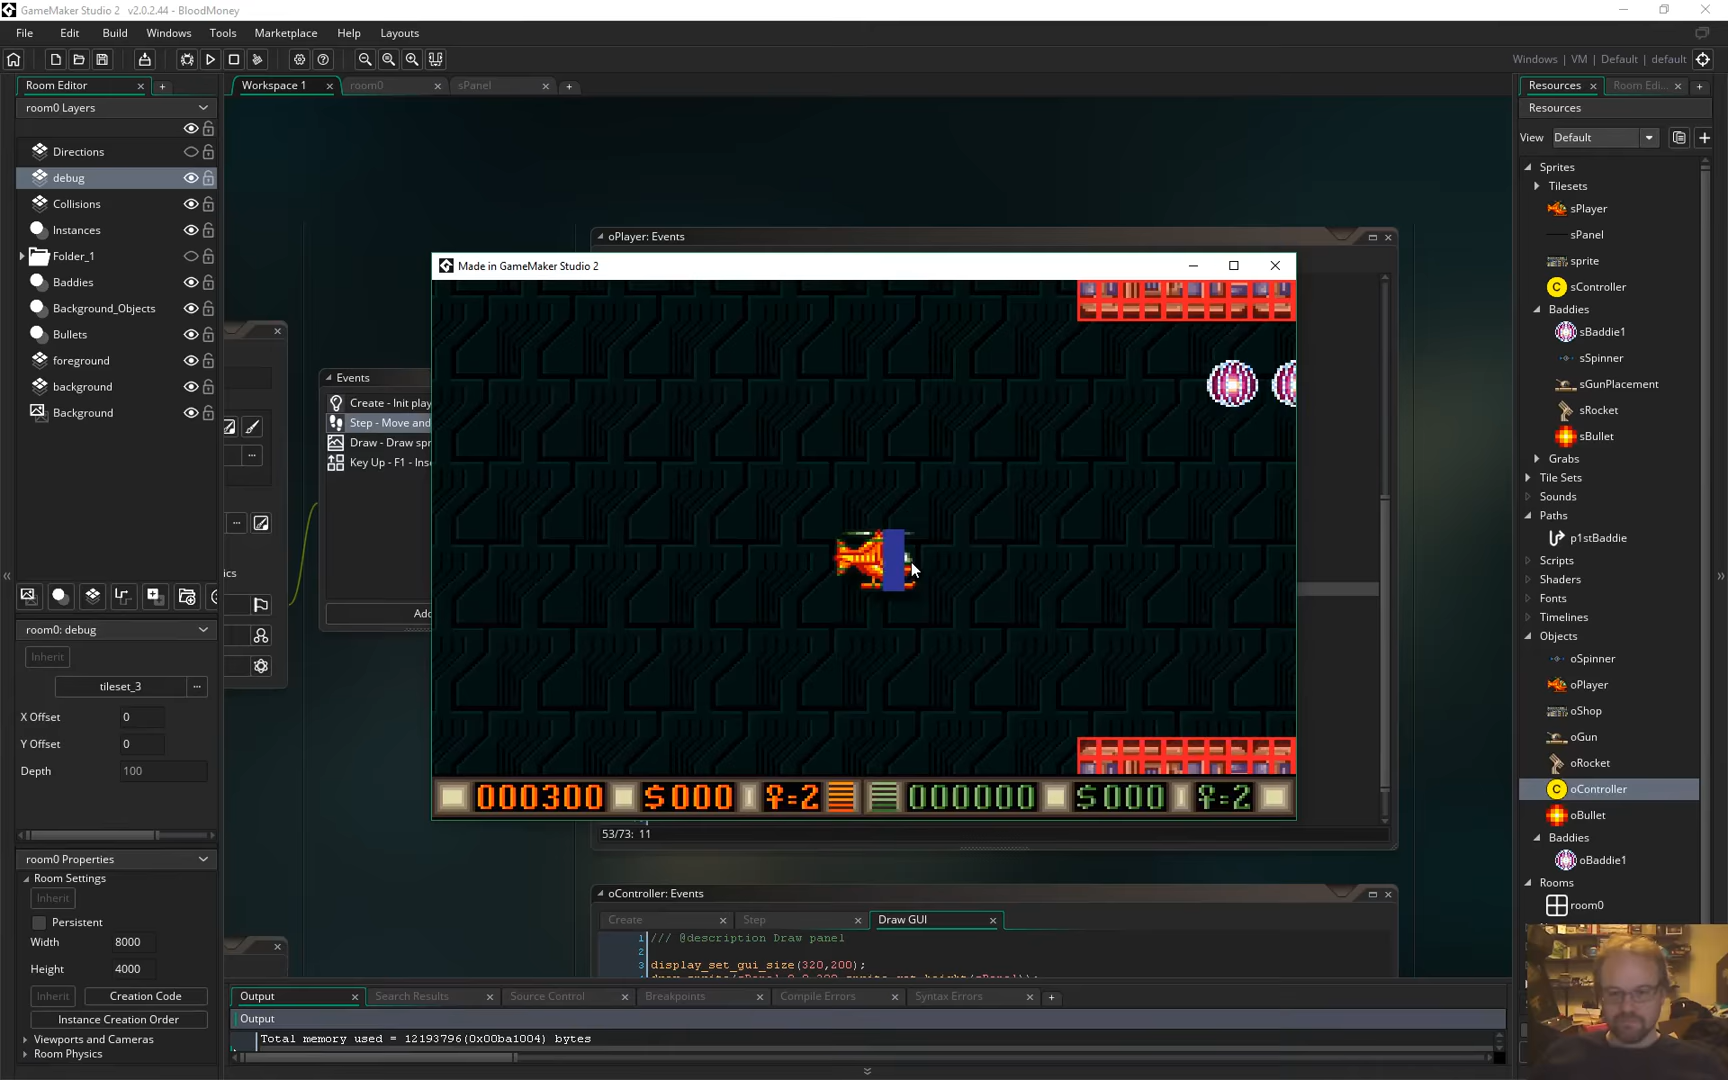 GameMaker Studio 2 v2.0.2.44 - BloodMoney
File Edit Build Windows Tools Marketplace Help Layouts
Windows | VM | Default | default
Room Editor
Workspace 1
room0
sPanel
Resources
Room Edi...
room0 Layers
Resources
View Default
Directions
debug
Collisions
Instances
Folder_1
Baddies
Background_Objects
Bullets
foreground
background
Background
Sprites
Tilesets
sPlayer
sPanel
sprite
sController
Baddies
sBaddie1
sSpinner
sGunPlacement
sRocket
sBullet
Grabs
Tile Sets
Sounds
Paths
p1stBaddie
Scripts
Shaders
Fonts
Timelines
Objects
oSpinner
oPlayer
oShop
oGun
oRocket
oController
oBullet
Baddies
oBaddie1
Rooms
room0
oPlayer: Events
Made in GameMaker Studio 2
Events
Create - Init play
Step - Move and
Draw - Draw spr
Key Up - F1 - Ins
Add
ics
000300 $000 =2 000000 $000 =2
53/73: 11
room0: debug
Inherit
tileset_3
X Offset 0
Y Offset 0
Depth 100
room0 Properties
Room Settings
Inherit
Persistent
Width 8000
Height 4000
Inherit Creation Code
Instance Creation Order
Viewports and Cameras
Room Physics
oController: Events
Create
Step
Draw GUI
1 /// @description Draw panel
2
3 display_set_gui_size(320,200);
Output
Search Results
Source Control
Breakpoints
Compile Errors
Syntax Errors
Output
Total memory used = 12193796(0x00ba1004) bytes